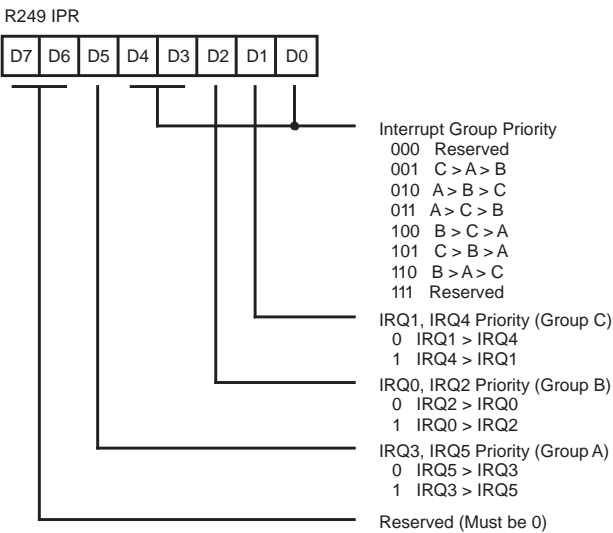 R249 IPR
D7 D6 D5 D4 D3 D2 D1 D0
Interrupt Group Priority
000 Reserved
001 C > A > B
010 A > B > C
011 A > C > B
100 B > C > A
101 C > B > A
110 B > A > C
111 Reserved
IRQ1, IRQ4 Priority (Group C)
0 IRQ1 > IRQ4
1 IRQ4 > IRQ1
IRQ0, IRQ2 Priority (Group B)
0 IRQ2 > IRQ0
1 IRQ0 > IRQ2
IRQ3, IRQ5 Priority (Group A)
0 IRQ5 > IRQ3
1 IRQ3 > IRQ5
Reserved (Must be 0)